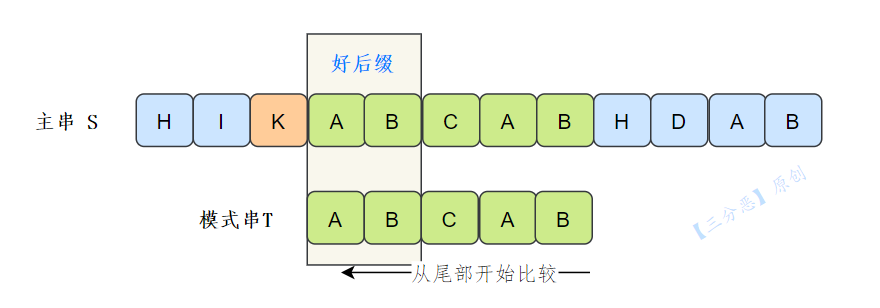 好后缀
主串 S H I K A B C A B H D A B
模式串T A B C A B
从尾部开始比较
【三分恶】原创